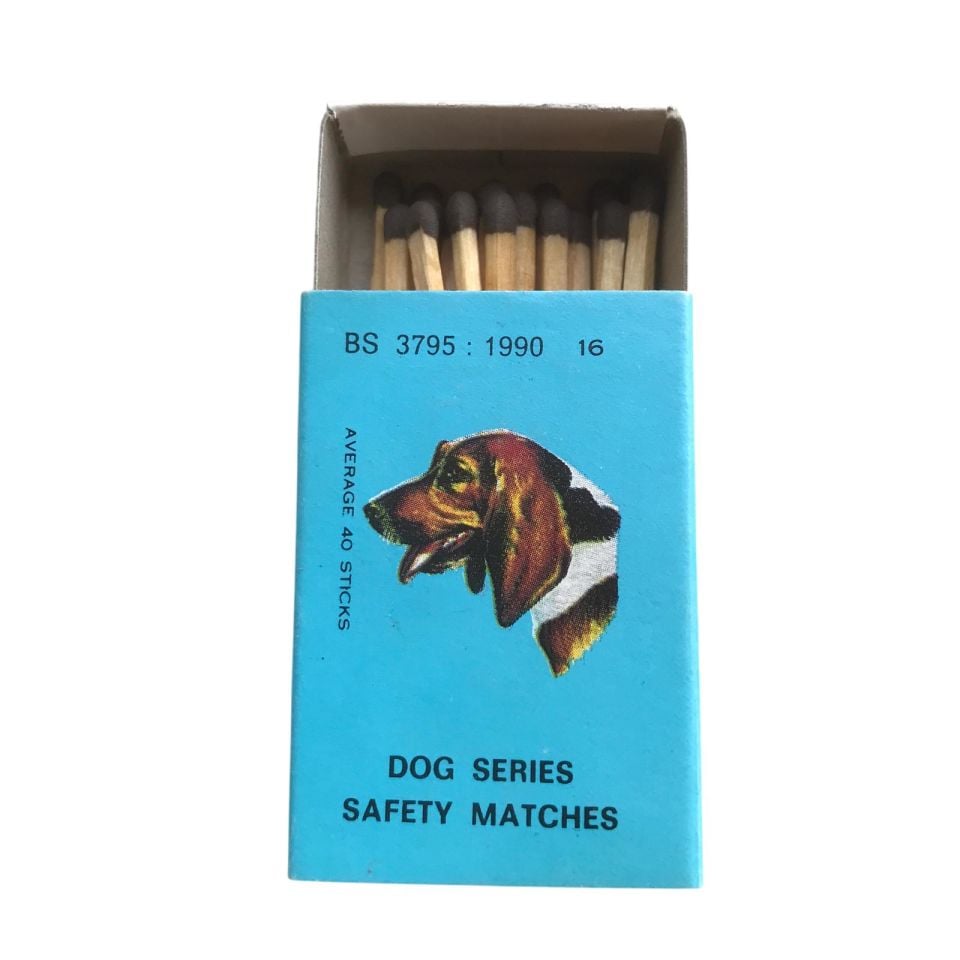 BS 3795 : 1990 16
AVERAGE 40 STICKS
DOG SERIES
SAFETY MATCHES